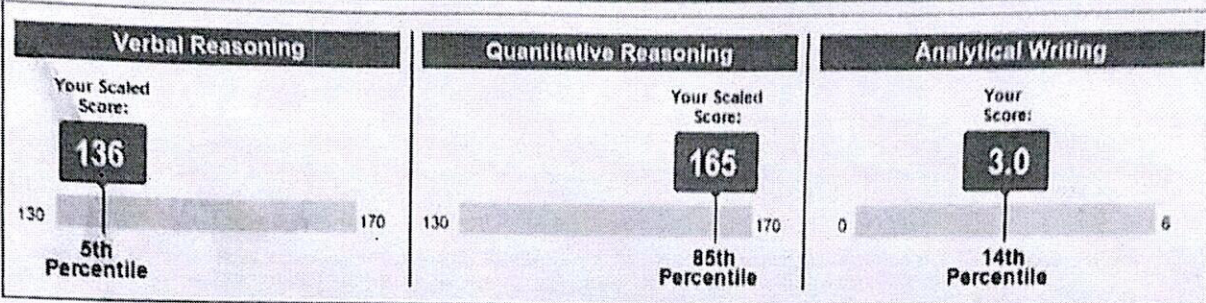 Verbal Reasoning
Your Scaled
Score:
136
130
170
5th
Percentile
Quantitative Reasoning
Your Scaled
Score:
165
130
170
85th
Percentile
Analytical Writing
Your
Score:
3.0
0
6
14th
Percentile